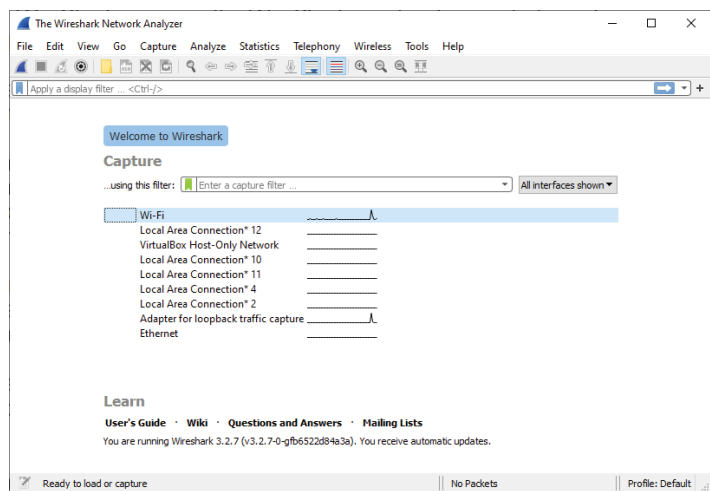 The Wireshark Network Analyzer
File Edit View Go Capture Analyze Statistics Telephony Wireless Tools Help
Apply a display filter ... <Ctrl-/>
Welcome to Wireshark
Capture
...using this filter: Enter a capture filter ... All interfaces shown
Wi-Fi
Local Area Connection* 12
VirtualBox Host-Only Network
Local Area Connection* 10
Local Area Connection* 11
Local Area Connection* 4
Local Area Connection* 2
Adapter for loopback traffic capture
Ethernet
Learn
User's Guide · Wiki · Questions and Answers · Mailing Lists
You are running Wireshark 3.2.7 (v3.2.7-0-gfb6522d84a3a). You receive automatic updates.
Ready to load or capture No Packets Profile: Default